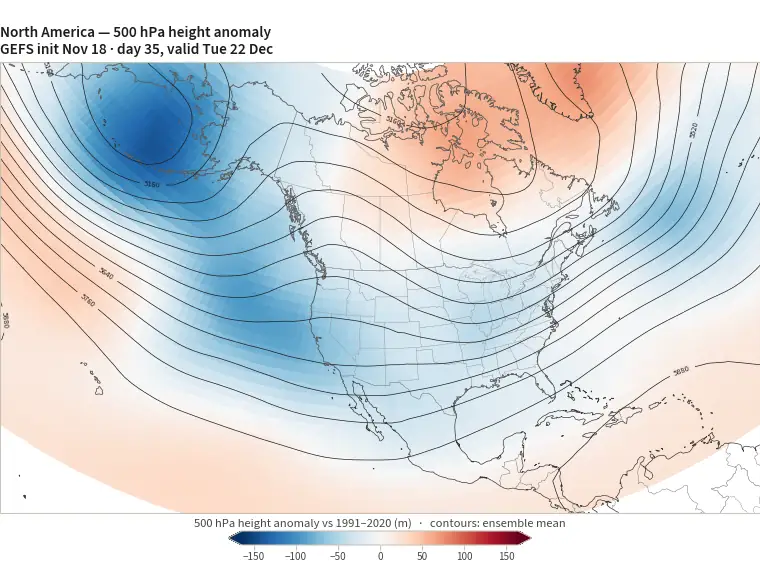 North America — 500 hPa height anomaly
GEFS init Nov 18 · day 35, valid Tue 22 Dec
5160
5160
5160
5520
5640
5760
5880
5880
500 hPa height anomaly vs 1991–2020 (m) · contours: ensemble mean
−150 −100 −50 0 50 100 150